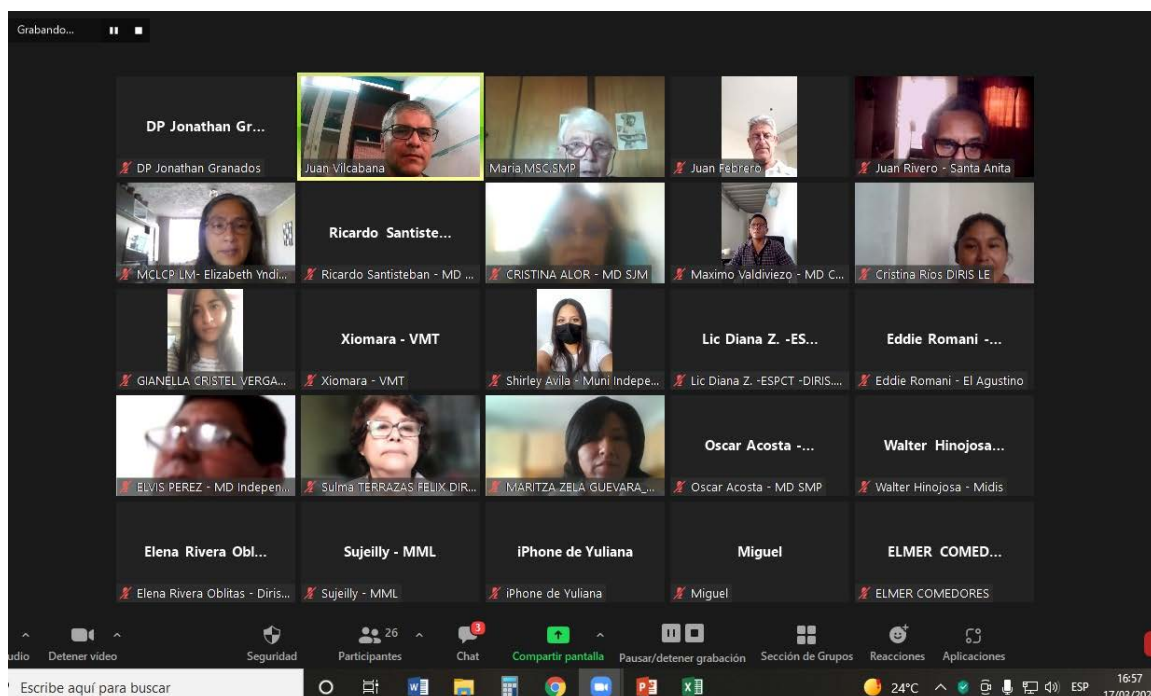 Grabando...
DP Jonathan Gr...
DP Jonathan Granados
Juan Vilcabana
Maria,MSC,SMP
Juan Febrero
Juan Rivero - Santa Anita
Ricardo Santiste...
MCLCP LM- Elizabeth Yndi...
Ricardo Santisteban - MD ...
CRISTINA ALOR - MD SJM
Maximo Valdiviezo - MD C...
Cristina Ríos DIRIS LE
Xiomara - VMT
Lic Diana Z. -ES...
Eddie Romani -...
GIANELLA CRISTEL VERGA...
Xiomara - VMT
Shirley Avila - Muni Indepe...
Lic Diana Z. -ESPCT -DIRIS....
Eddie Romani - El Agustino
Oscar Acosta -...
Walter Hinojosa...
ELVIS PEREZ - MD Indepen...
Sulma TERRAZAS FELIX DIR...
MARITZA ZELA GUEVARA_...
Oscar Acosta - MD SMP
Walter Hinojosa - Midis
Elena Rivera Obl...
Sujeilly - MML
iPhone de Yuliana
Miguel
ELMER COMED...
Elena Rivera Oblitas - Diris...
Sujeilly - MML
iPhone de Yuliana
Miguel
ELMER COMEDORES
26
3
udio
Detener video
Seguridad
Participantes
Chat
Compartir pantalla
Pausar/detener grabación
Sección de Grupos
Reacciones
Aplicaciones
Escribe aquí para buscar
24°C
ESP
16:57